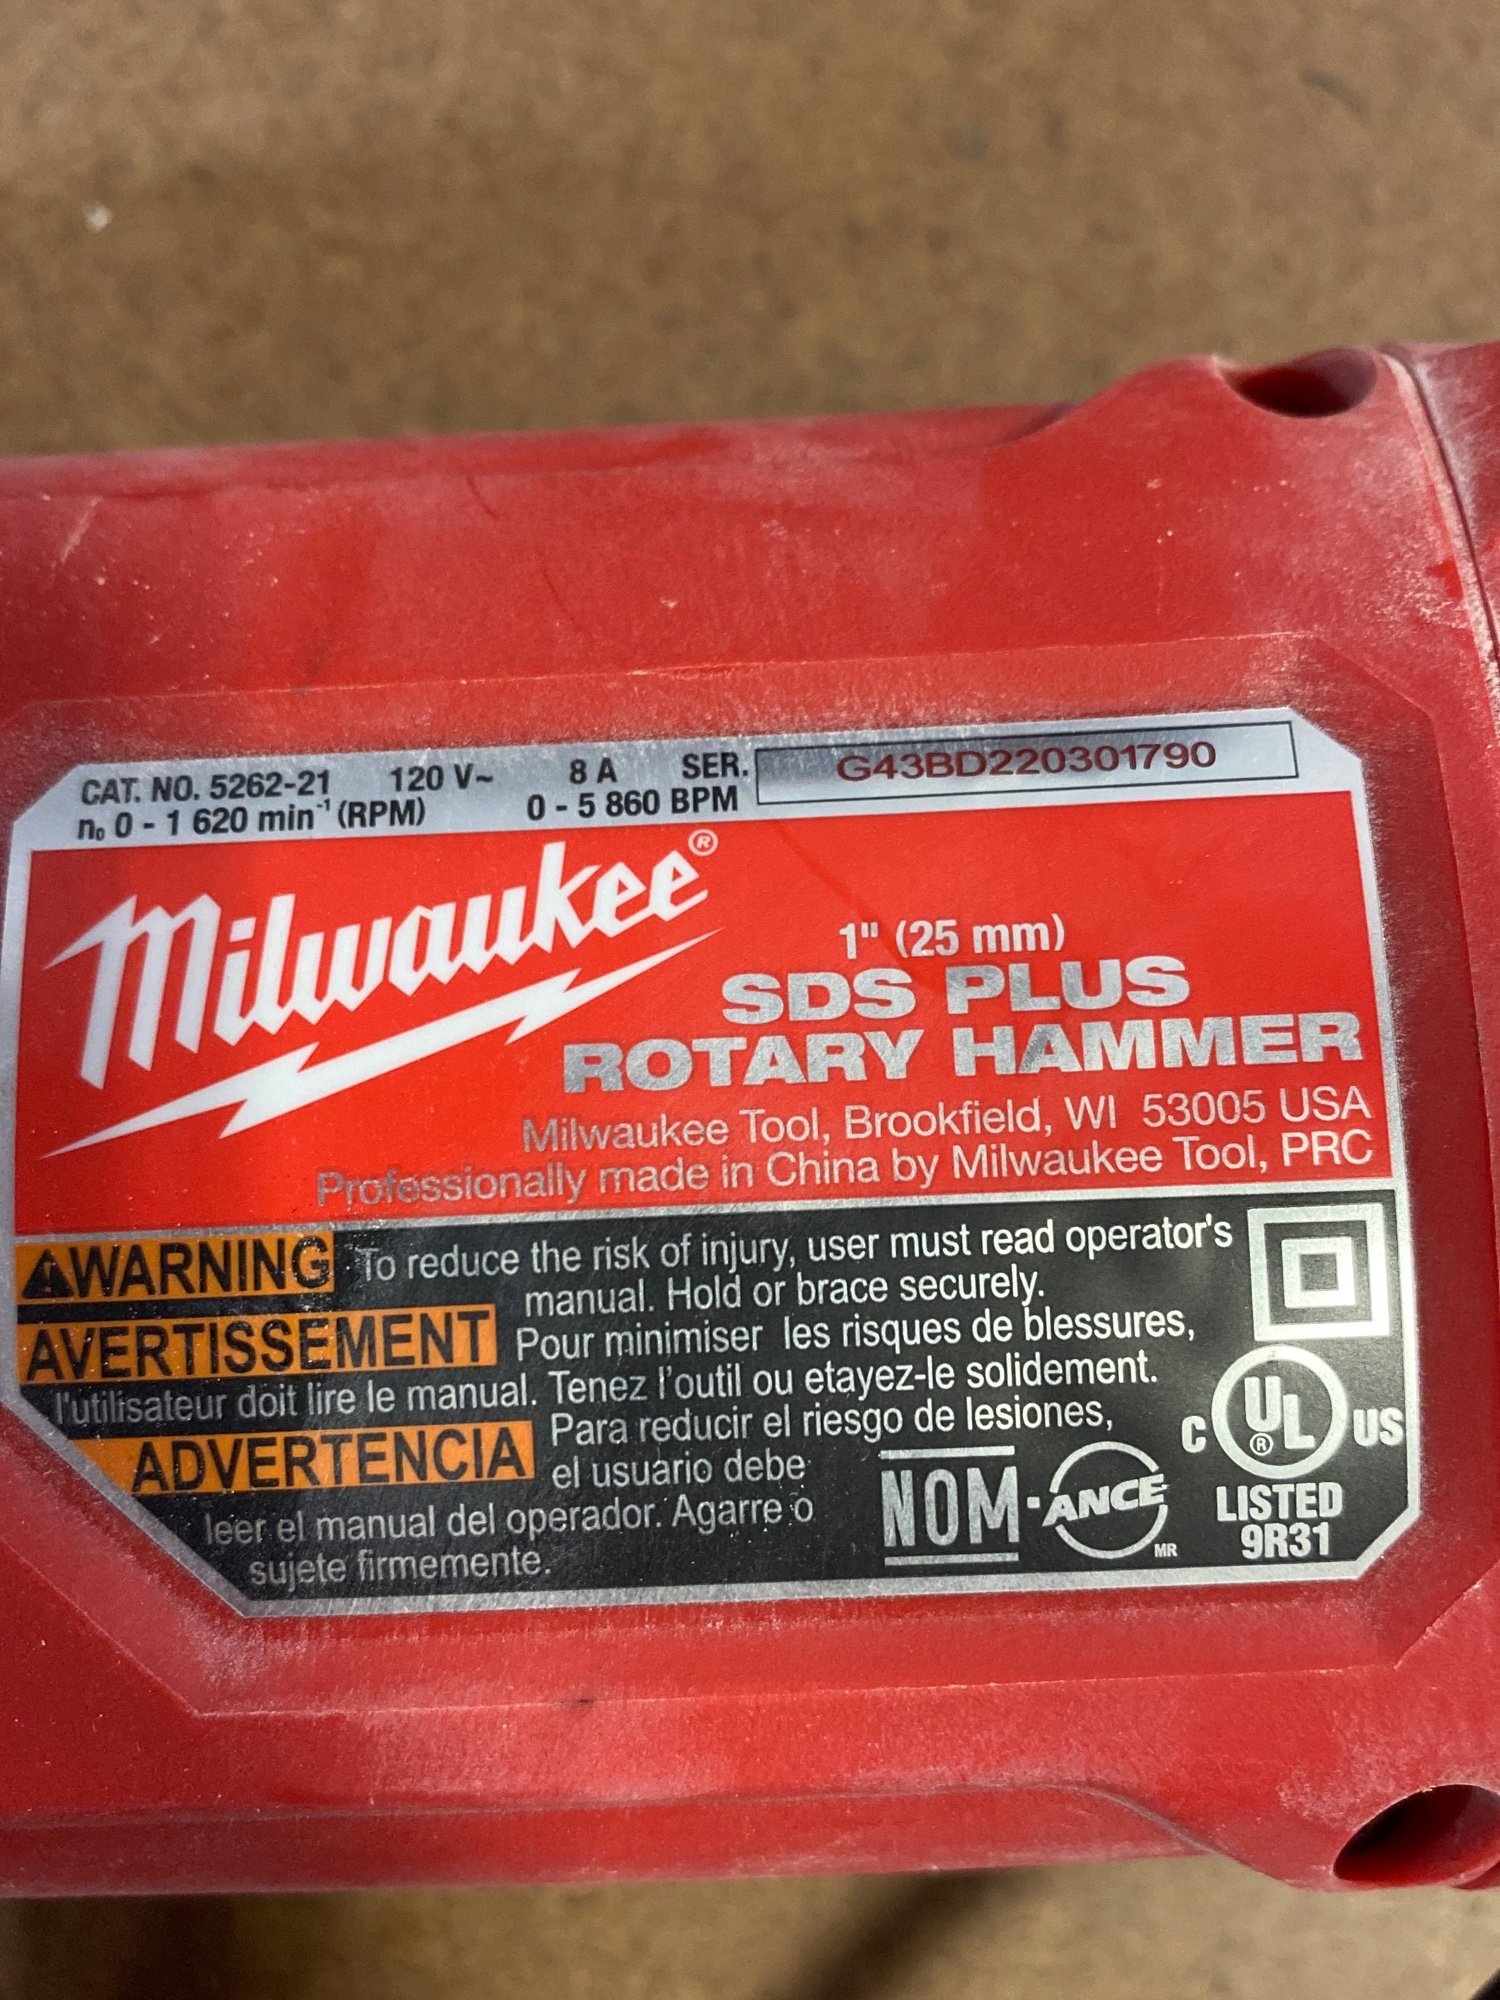 CAT. NO. 5262-21 120 V~ 8 A SER. G43BD220301790
n₀ 0 - 1 620 min⁻¹ (RPM) 0 - 5 860 BPM
Milwaukee®
1" (25 mm)
SDS PLUS
ROTARY HAMMER
Milwaukee Tool, Brookfield, WI 53005 USA
Professionally made in China by Milwaukee Tool, PRC
WARNING To reduce the risk of injury, user must read operator's
manual. Hold or brace securely.
AVERTISSEMENT Pour minimiser les risques de blessures,
l'utilisateur doit lire le manual. Tenez l'outil ou etayez-le solidement.
ADVERTENCIA Para reducir el riesgo de lesiones,
el usuario debe
leer el manual del operador. Agarre o
sujete firmemente.
NOM-ANCE MR
C UL® US
LISTED
9R31